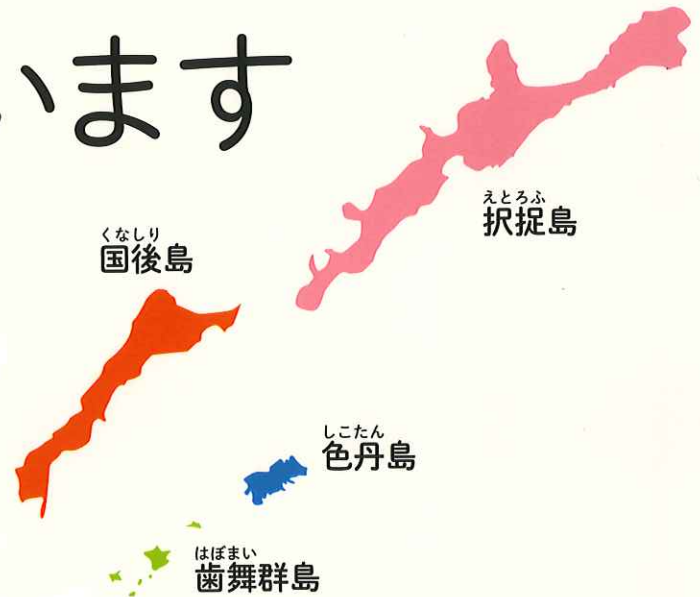 います
えとろふ
択捉島
くなしり
国後島
しこたん
色丹島
はぼまい
歯舞群島